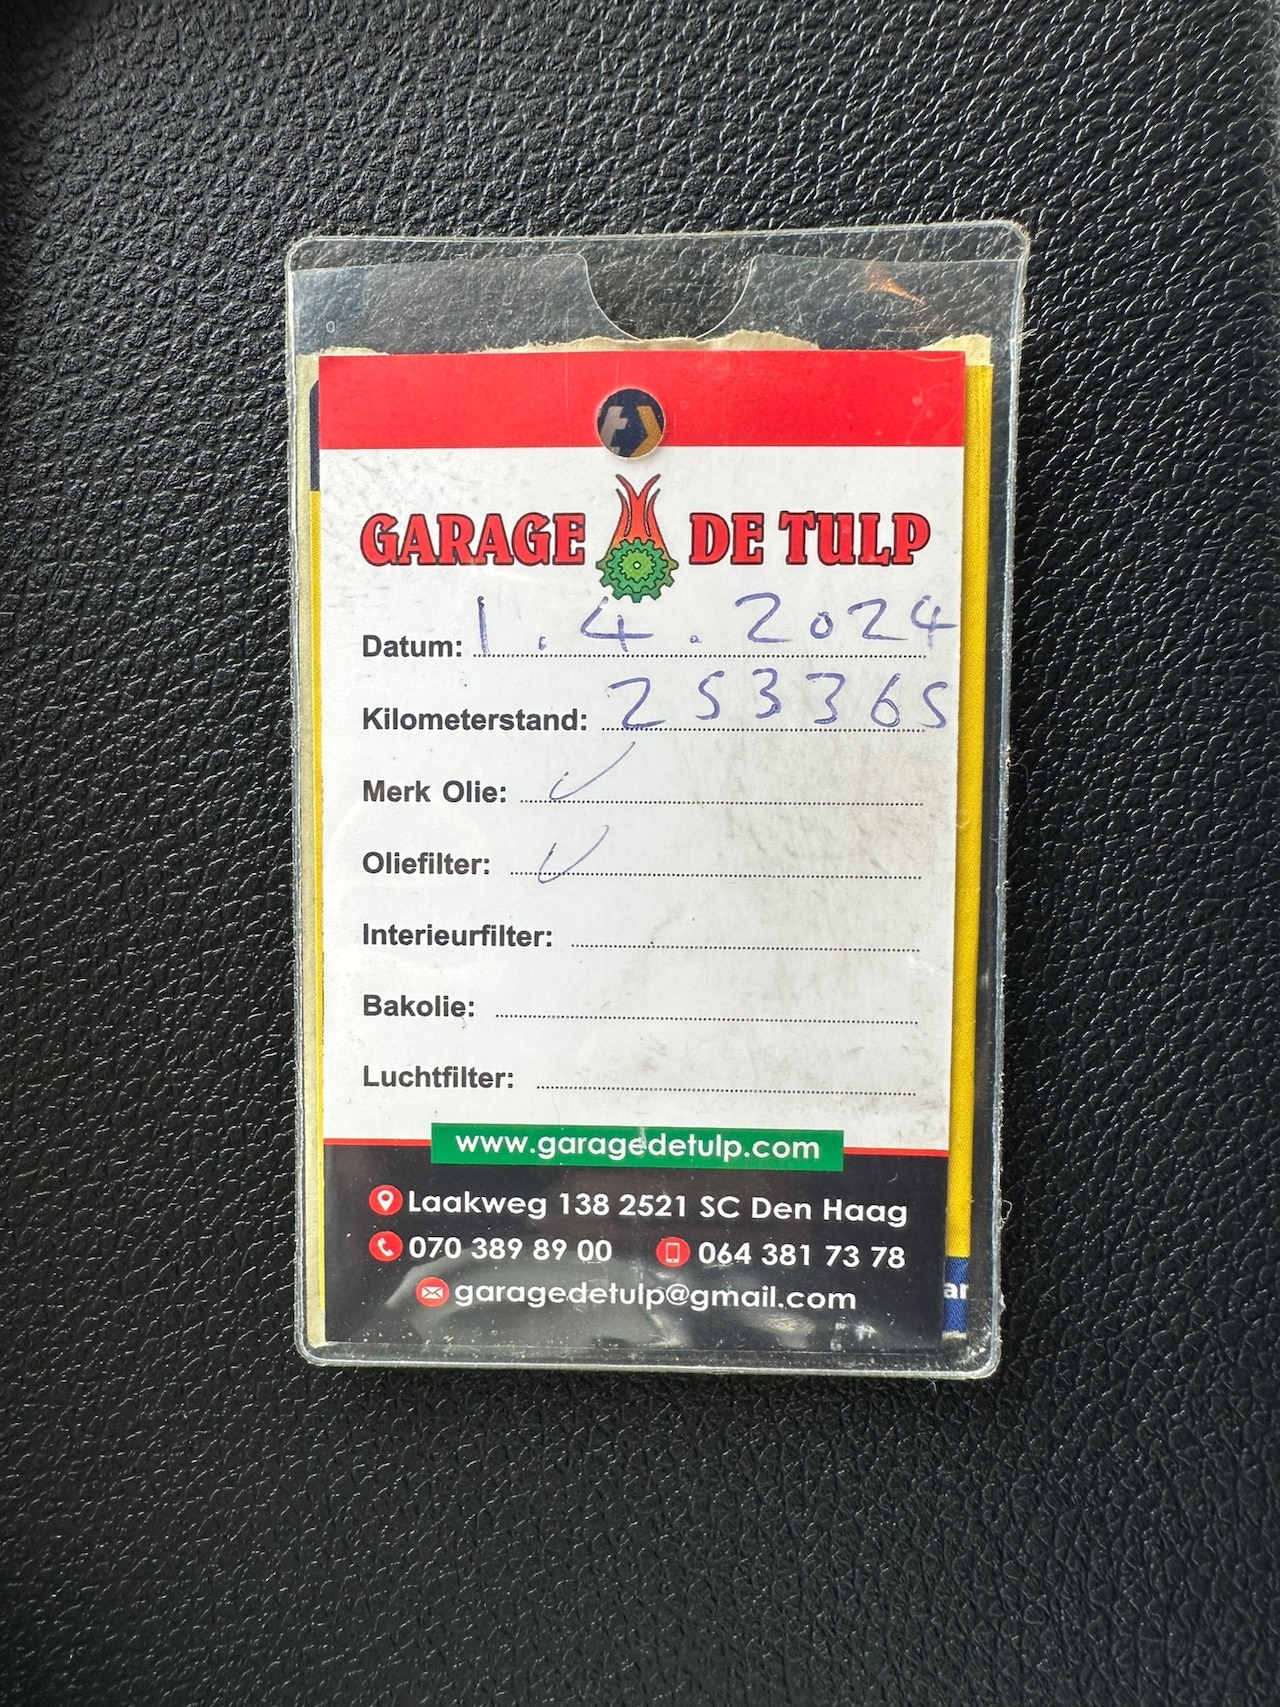 GARAGE DE TULP
Datum: 1.4.2024
Kilometerstand: 253365
Merk Olie: ✓
Oliefilter: ✓
Interieurfilter:
Bakolie:
Luchtfilter:
www.garagedetulp.com
Laakweg 138 2521 SC Den Haag
070 389 89 00 064 381 73 78
garagedetulp@gmail.com